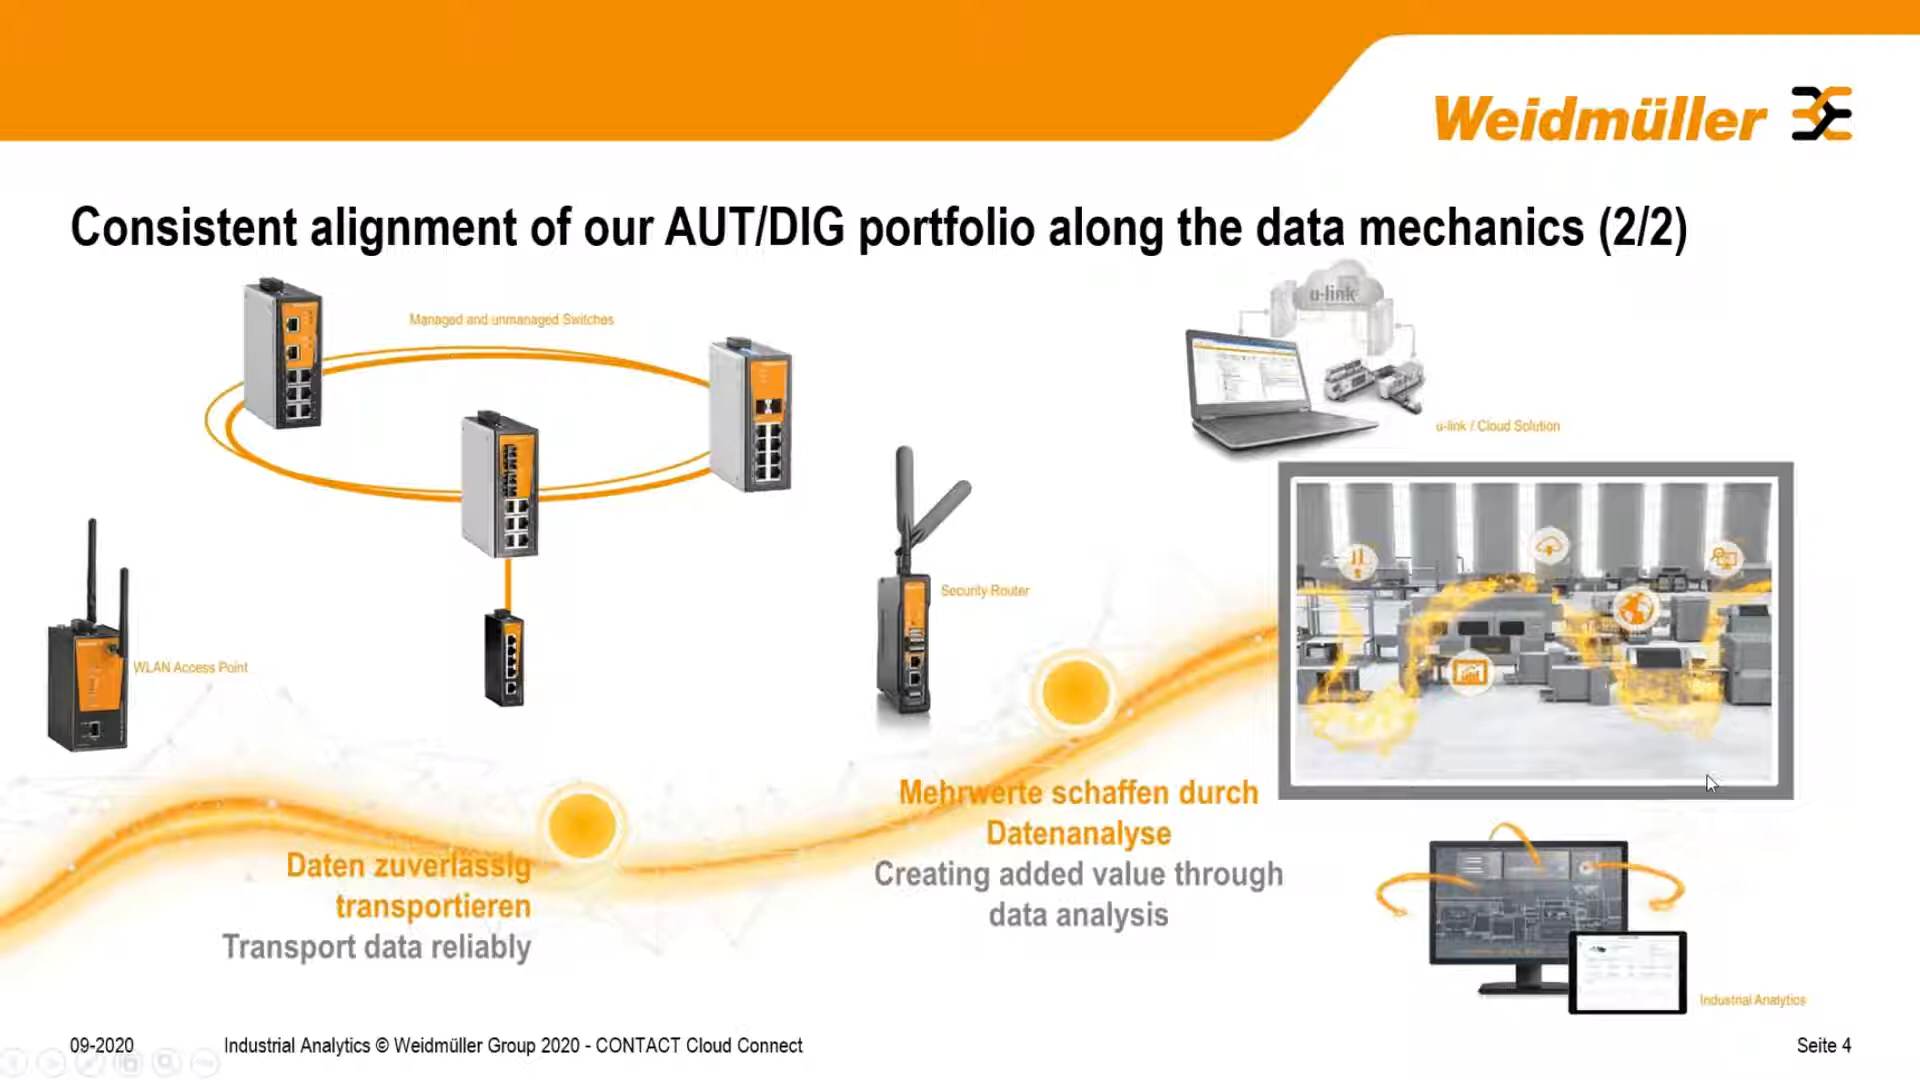 Weidmüller
Consistent alignment of our AUT/DIG portfolio along the data mechanics (2/2)
Managed and unmanaged Switches
u-link
u-link / Cloud Solution
Security Router
WLAN Access Point
Mehrwerte schaffen durch
Datenanalyse
Creating added value through
data analysis
Daten zuverlässig
transportieren
Transport data reliably
Industrial Analytics
09-2020
Industrial Analytics © Weidmüller Group 2020 - CONTACT Cloud Connect
Seite 4